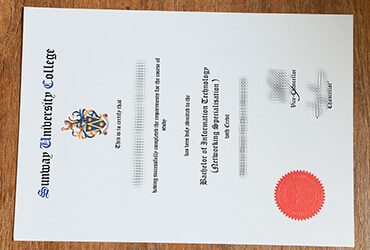 Sunway University College
This is to certify that
having successfully completed the requirements for the course of
study
has been duly admitted to the
Bachelor of Information Technology
(Networking Specialisation)
with Credit
Vice-Chancellor
Chancellor